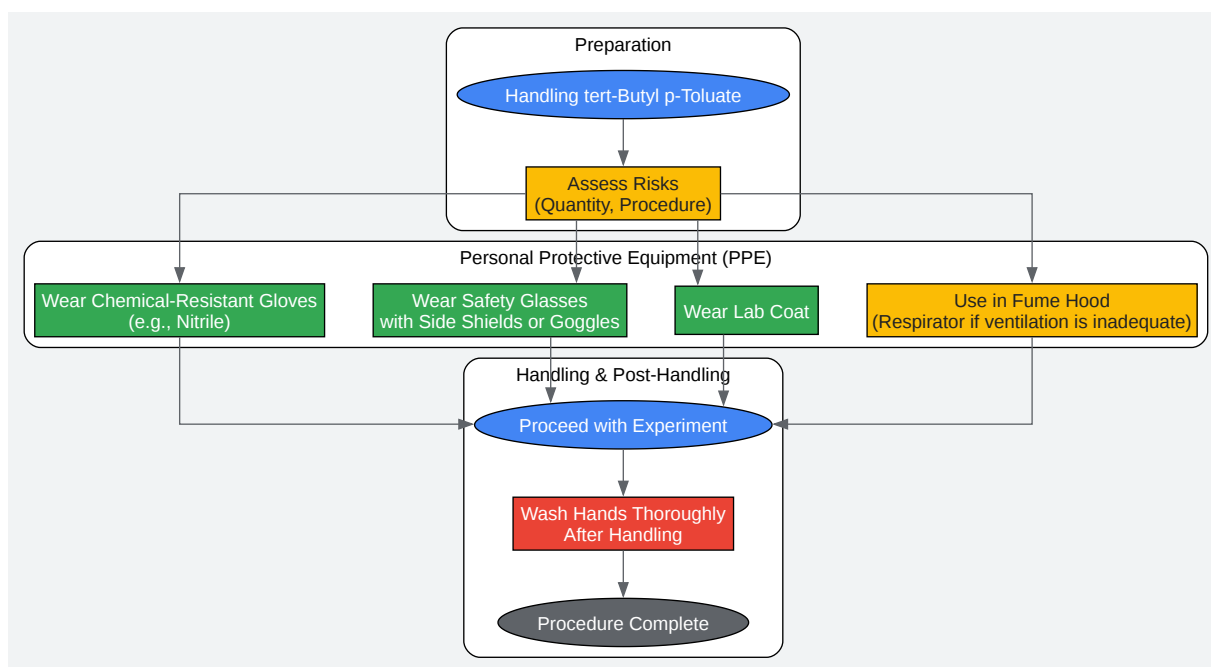 Preparation
Handling tert-Butyl p-Toluate
Assess Risks
(Quantity, Procedure)
Personal Protective Equipment (PPE)
Wear Chemical-Resistant Gloves
(e.g., Nitrile)
Wear Safety Glasses
with Side Shields or Goggles
Wear Lab Coat
Use in Fume Hood
(Respirator if ventilation is inadequate)
Handling & Post-Handling
Proceed with Experiment
Wash Hands Thoroughly
After Handling
Procedure Complete